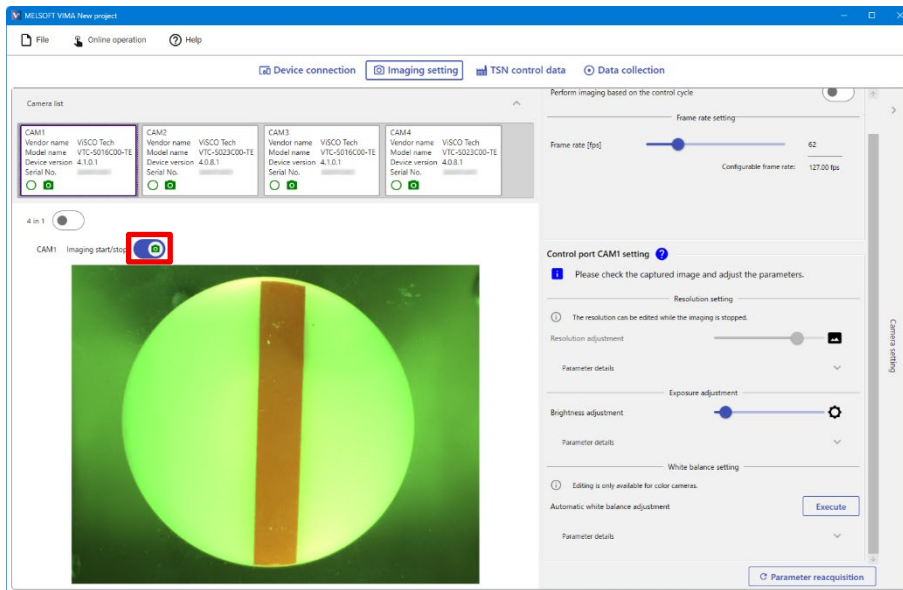 MELSOFT VIMA New project
File Online operation Help
Device connection Imaging setting TSN control data Data collection
Camera list
CAM1
Vendor name ViSCO Tech
Model name VTC-S016C00-TE
Device version 4.1.0.1
Serial No.
CAM2
Vendor name ViSCO Tech
Model name VTC-S023C00-TE
Device version 4.0.8.1
Serial No.
CAM3
Vendor name ViSCO Tech
Model name VTC-S016C00-TE
Device version 4.1.0.1
Serial No.
CAM4
Vendor name ViSCO Tech
Model name VTC-S023C00-TE
Device version 4.0.8.1
Serial No.
4 in 1
CAM1 Imaging start/stop
Perform imaging based on the control cycle
Frame rate setting
Frame rate [fps] 62
Configurable frame rate: 127.00 fps
Control port CAM1 setting
Please check the captured image and adjust the parameters.
Resolution setting
The resolution can be edited while the imaging is stopped.
Resolution adjustment
Parameter details
Exposure adjustment
Brightness adjustment
Parameter details
White balance setting
Editing is only available for color cameras.
Automatic white balance adjustment Execute
Parameter details
Parameter reacquisition
Camera setting